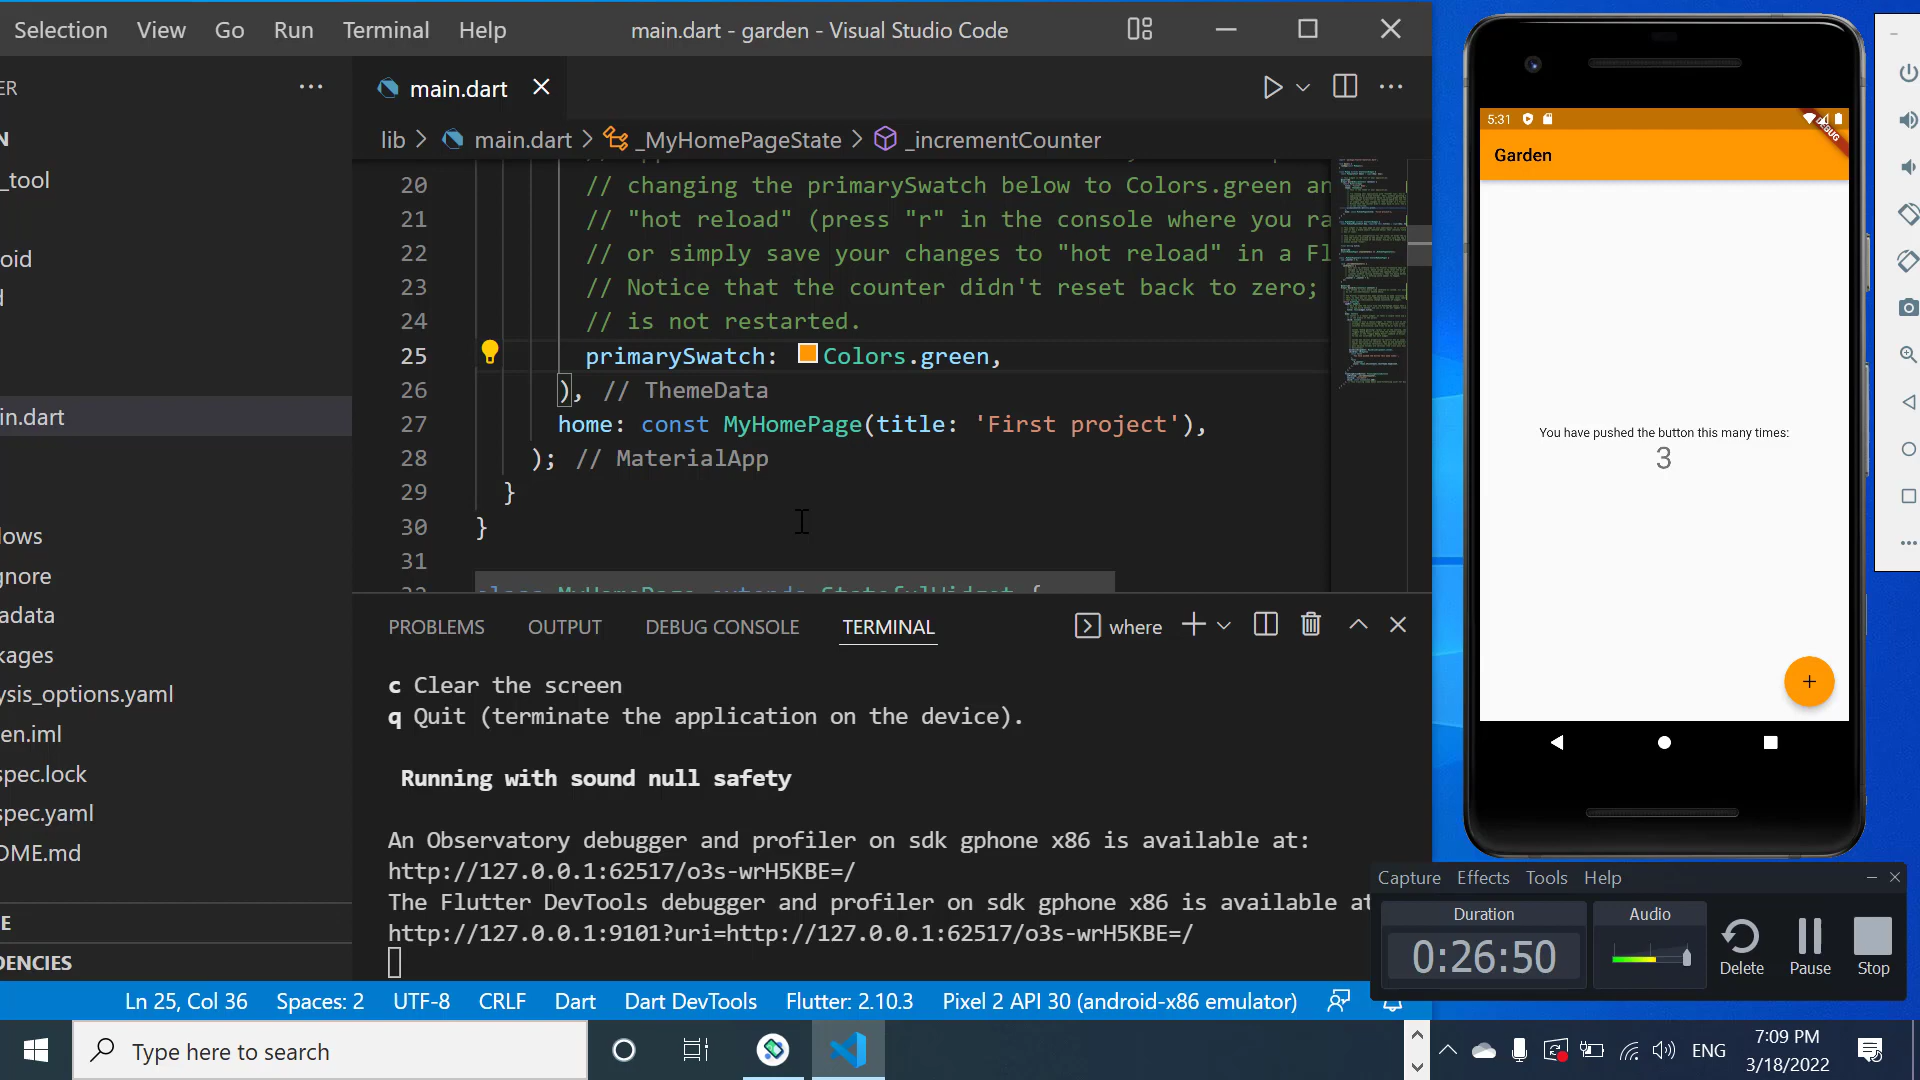 Selection View Go Run Terminal Help main.dart - garden - Visual Studio Code
ER
N
_tool
oid
d
in.dart
lows
gnore
adata
kages
ysis_options.yaml
en.iml
spec.lock
spec.yaml
OME.md
E
DENCIES
main.dart
lib > main.dart > _MyHomePageState > _incrementCounter
20 // changing the primarySwatch below to Colors.green an
21 // "hot reload" (press "r" in the console where you ra
22 // or simply save your changes to "hot reload" in a Fl
23 // Notice that the counter didn't reset back to zero;
24 // is not restarted.
25 primarySwatch: Colors.green,
26 ), // ThemeData
27 home: const MyHomePage(title: 'First project'),
28 ); // MaterialApp
29 }
30 }
31
32 class MyHomePage extends StatefulWidget {
PROBLEMS OUTPUT DEBUG CONSOLE TERMINAL where
c Clear the screen
q Quit (terminate the application on the device).
Running with sound null safety
An Observatory debugger and profiler on sdk gphone x86 is available at:
http://127.0.0.1:62517/o3s-wrH5KBE=/
The Flutter DevTools debugger and profiler on sdk gphone x86 is available at
http://127.0.0.1:9101?uri=http://127.0.0.1:62517/o3s-wrH5KBE=/
Ln 25, Col 36 Spaces: 2 UTF-8 CRLF Dart Dart DevTools Flutter: 2.10.3 Pixel 2 API 30 (android-x86 emulator)
5:31
DEBUG
Garden
You have pushed the button this many times:
3
+
Capture Effects Tools Help
Duration Audio
0:26:50
Delete Pause Stop
Type here to search
ENG
7:09 PM
3/18/2022